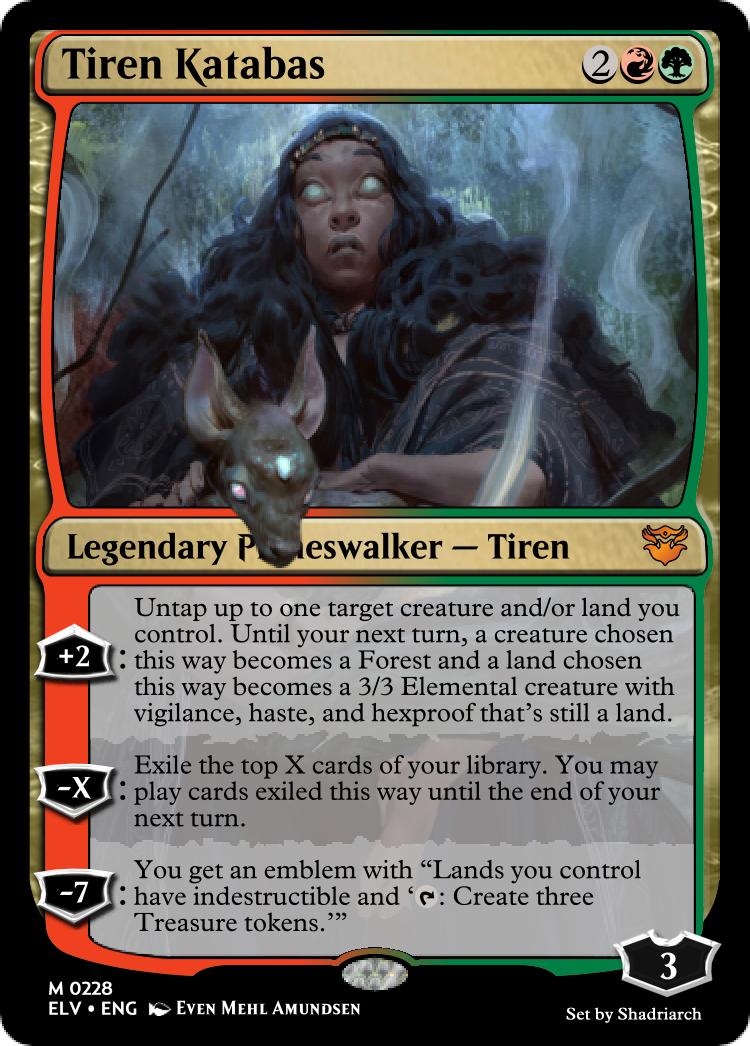 Tiren Katabas 2
Legendary P eswalker — Tiren
+2: Untap up to one target creature and/or land you
control. Until your next turn, a creature chosen
this way becomes a Forest and a land chosen
this way becomes a 3/3 Elemental creature with
vigilance, haste, and hexproof that's still a land.
–X: Exile the top X cards of your library. You may
play cards exiled this way until the end of your
next turn.
–7: You get an emblem with “Lands you control
have indestructible and ‘: Create three
Treasure tokens.’”
3
M 0228
ELV • ENG Even Mehl Amundsen
Set by Shadriarch